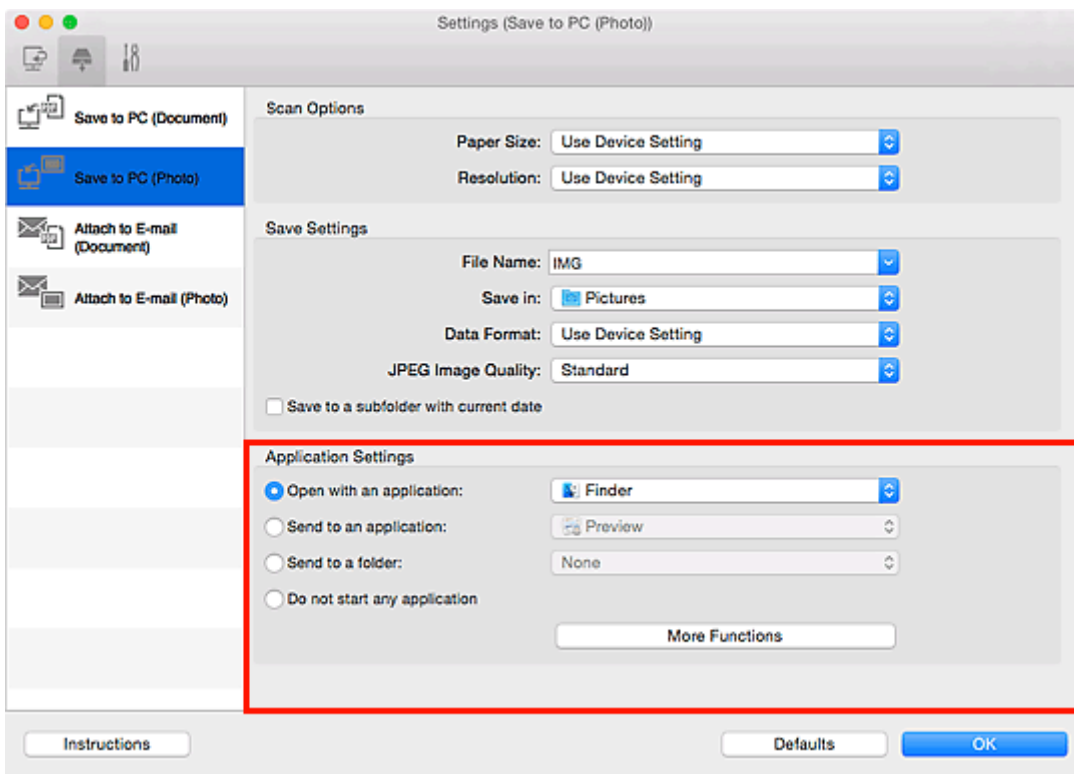 Settings (Save to PC (Photo))
Save to PC (Document)
Save to PC (Photo)
Attach to E-mail
(Document)
Attach to E-mail (Photo)
Scan Options
Paper Size: Use Device Setting
Resolution: Use Device Setting
Save Settings
File Name: IMG
Save in: Pictures
Data Format: Use Device Setting
JPEG Image Quality: Standard
Save to a subfolder with current date
Application Settings
Open with an application: Finder
Send to an application: Preview
Send to a folder: None
Do not start any application
More Functions
Instructions
Defaults
OK